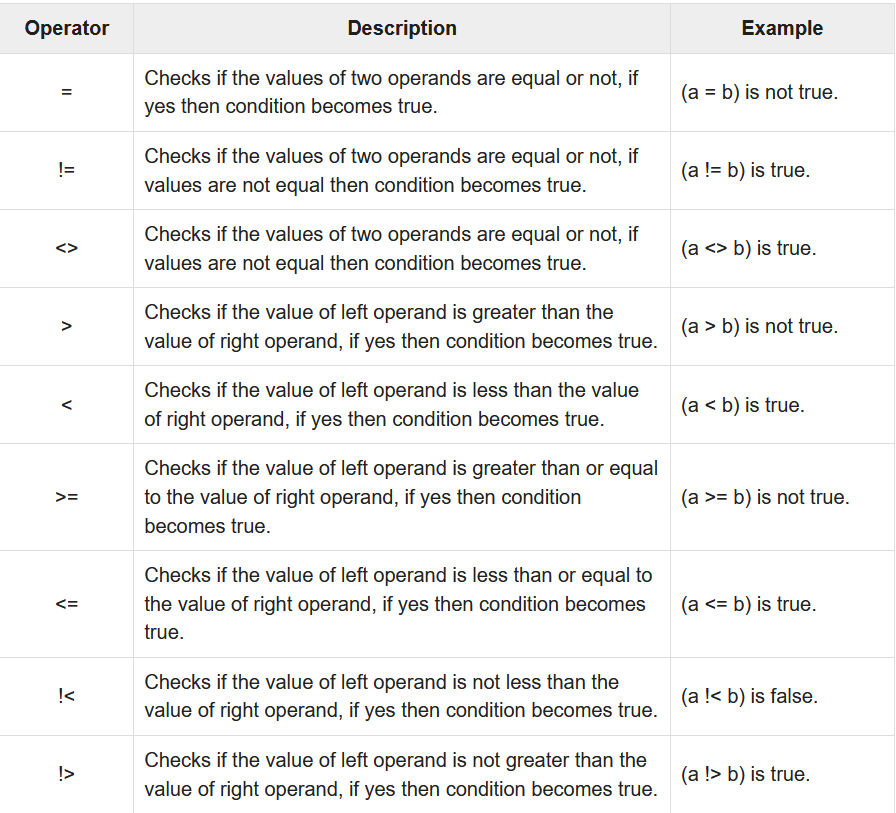 Operator Description Example
= Checks if the values of two operands are equal or not, if
yes then condition becomes true. (a = b) is not true.
!= Checks if the values of two operands are equal or not, if
values are not equal then condition becomes true. (a != b) is true.
<> Checks if the values of two operands are equal or not, if
values are not equal then condition becomes true. (a <> b) is true.
> Checks if the value of left operand is greater than the
value of right operand, if yes then condition becomes true. (a > b) is not true.
< Checks if the value of left operand is less than the value
of right operand, if yes then condition becomes true. (a < b) is true.
>= Checks if the value of left operand is greater than or equal
to the value of right operand, if yes then condition
becomes true. (a >= b) is not true.
<= Checks if the value of left operand is less than or equal to
the value of right operand, if yes then condition becomes
true. (a <= b) is true.
!< Checks if the value of left operand is not less than the
value of right operand, if yes then condition becomes true. (a !< b) is false.
!> Checks if the value of left operand is not greater than the
value of right operand, if yes then condition becomes true. (a !> b) is true.